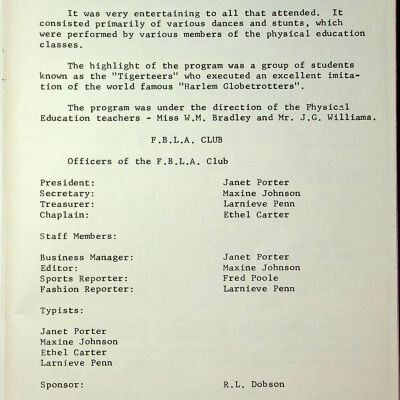 It was very entertaining to all that attended. It
consisted primarily of various dances and stunts, which
were performed by various members of the physical education
classes.
The highlight of the program was a group of students
known as the "Tigerteers" who executed an excellent imita-
tion of the world famous "Harlem Globetrotters".
The program was under the direction of the Physical
Education teachers - Miss W.M. Bradley and Mr. J.G. Williams.
F.B.L.A. CLUB
Officers of the F.B.L.A. Club
President: Janet Porter
Secretary: Maxine Johnson
Treasurer: Larnieve Penn
Chaplain: Ethel Carter
Staff Members:
Business Manager: Janet Porter
Editor: Maxine Johnson
Sports Reporter: Fred Poole
Fashion Reporter: Larnieve Penn
Typists:
Janet Porter
Maxine Johnson
Ethel Carter
Larnieve Penn
Sponsor: R.L. Dobson